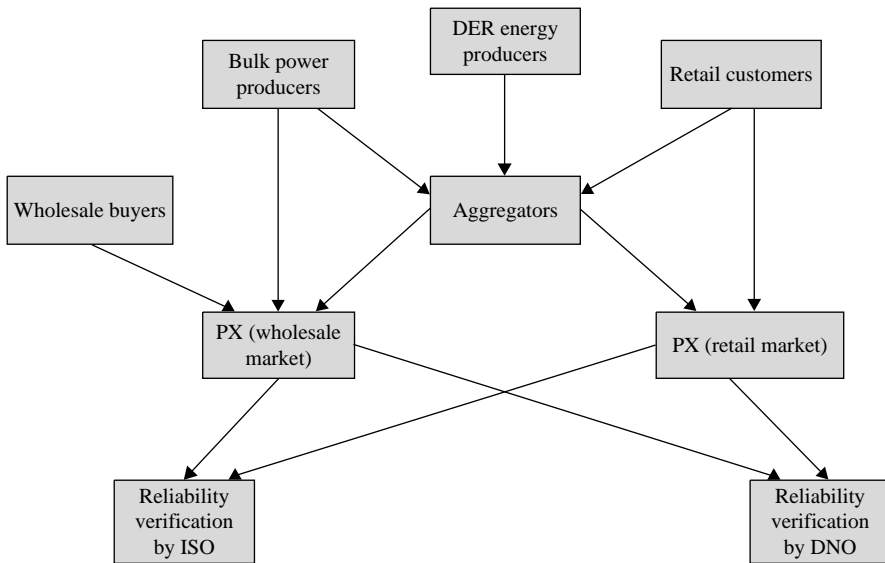 DER energy
producers
Bulk power
producers
Retail customers
Wholesale buyers
Aggregators
PX (wholesale
market)
PX (retail market)
Reliability
verification
by ISO
Reliability
verification
by DNO